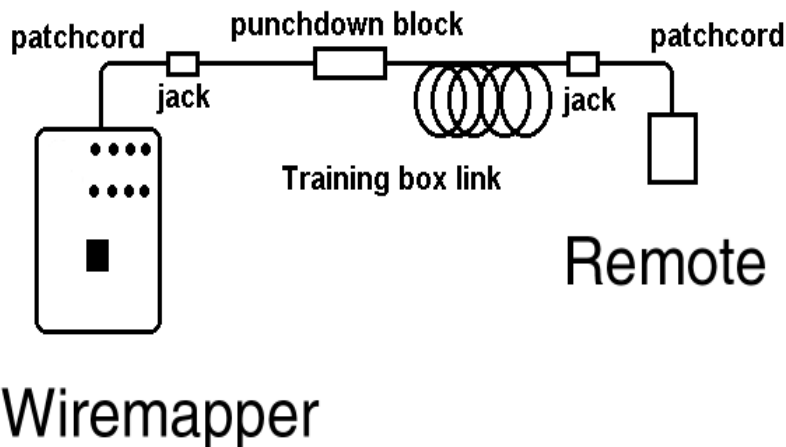 patchcord
punchdown block
patchcord
jack
jack
Training box link
Remote
Wiremapper